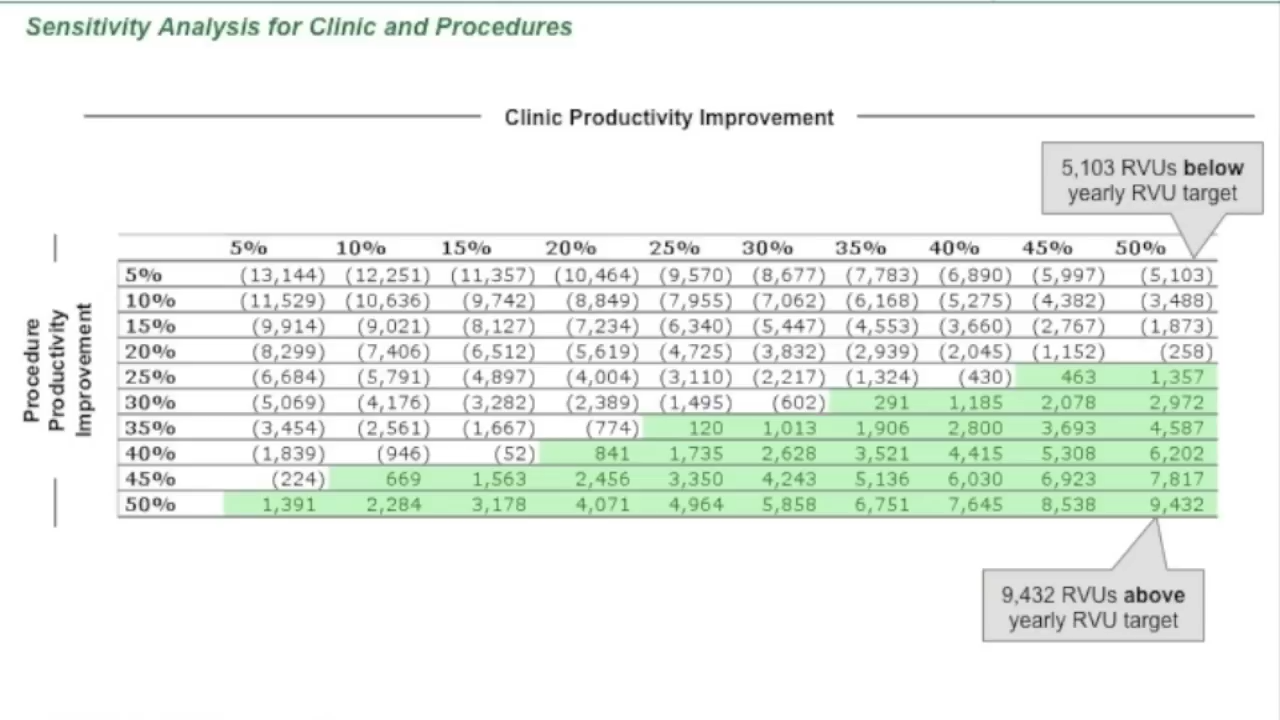 Sensitivity Analysis for Clinic and Procedures
Clinic Productivity Improvement
5,103 RVUs below
yearly RVU target
5% 10% 15% 20% 25% 30% 35% 40% 45% 50%
Procedure
Productivity
Improvement
5% (13,144) (12,251) (11,357) (10,464) (9,570) (8,677) (7,783) (6,890) (5,997) (5,103)
10% (11,529) (10,636) (9,742) (8,849) (7,955) (7,062) (6,168) (5,275) (4,382) (3,488)
15% (9,914) (9,021) (8,127) (7,234) (6,340) (5,447) (4,553) (3,660) (2,767) (1,873)
20% (8,299) (7,406) (6,512) (5,619) (4,725) (3,832) (2,939) (2,045) (1,152) (258)
25% (6,684) (5,791) (4,897) (4,004) (3,110) (2,217) (1,324) (430) 463 1,357
30% (5,069) (4,176) (3,282) (2,389) (1,495) (602) 291 1,185 2,078 2,972
35% (3,454) (2,561) (1,667) (774) 120 1,013 1,906 2,800 3,693 4,587
40% (1,839) (946) (52) 841 1,735 2,628 3,521 4,415 5,308 6,202
45% (224) 669 1,563 2,456 3,350 4,243 5,136 6,030 6,923 7,817
50% 1,391 2,284 3,178 4,071 4,964 5,858 6,751 7,645 8,538 9,432
9,432 RVUs above
yearly RVU target